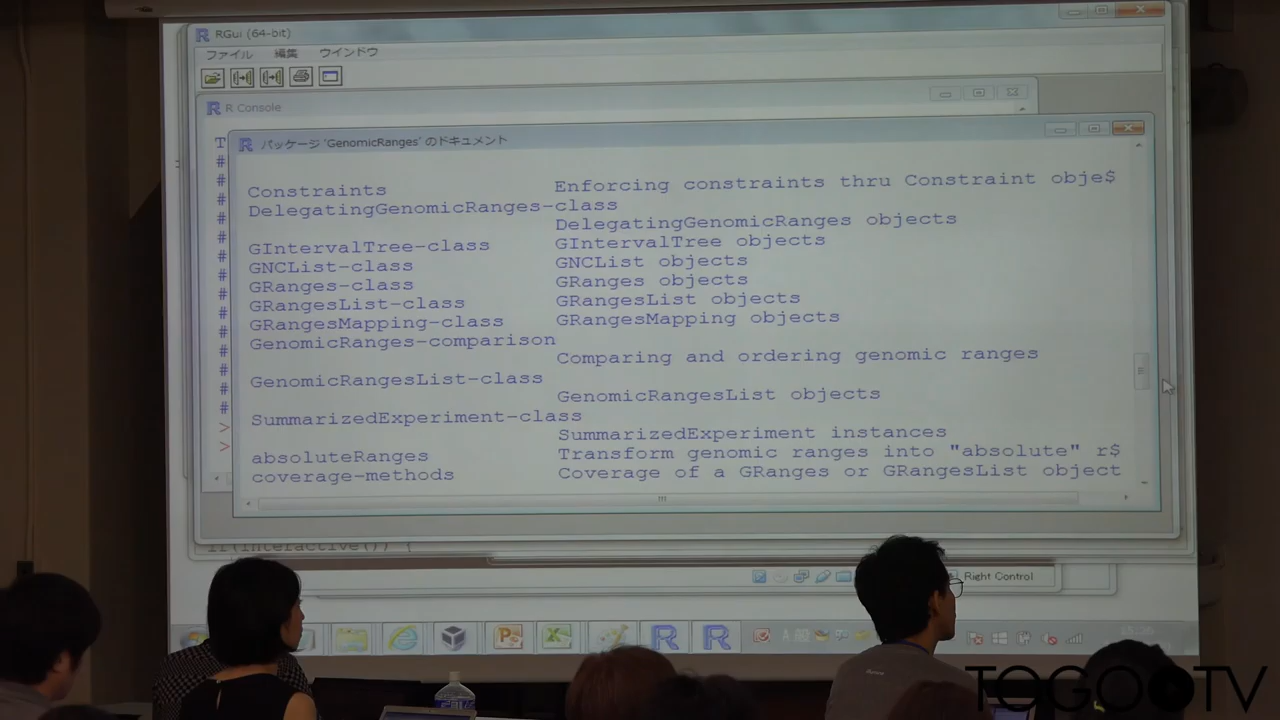 RGui (64-bit)
ファイル 編集 ウインドウ
R Console
パッケージ 'GenomicRanges' のドキュメント
Constraints Enforcing constraints thru Constraint obje$
DelegatingGenomicRanges-class
DelegatingGenomicRanges objects
GIntervalTree-class GIntervalTree objects
GNCList-class GNCList objects
GRanges-class GRanges objects
GRangesList-class GRangesList objects
GRangesMapping-class GRangesMapping objects
GenomicRanges-comparison
Comparing and ordering genomic ranges
GenomicRangesList-class
GenomicRangesList objects
SummarizedExperiment-class
SummarizedExperiment instances
absoluteRanges Transform genomic ranges into "absolute" r$
coverage-methods Coverage of a GRanges or GRangesList object
if(interactive()) {
Right Control
TOGOTV